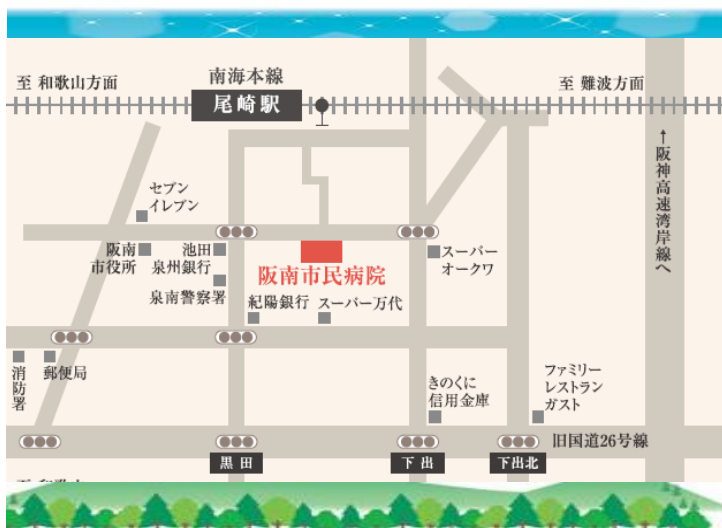 南海本線
至 和歌山方面
尾崎駅
至 難波方面
↑阪神高速湾岸線へ
セブン
イレブン
阪南
市役所
池田
泉州銀行
泉南警察署
阪南市民病院
スーパー
オークワ
紀陽銀行
スーパー万代
消防署
郵便局
きのくに
信用金庫
ファミリー
レストラン
ガスト
旧国道26号線
黒田
下出
下出北